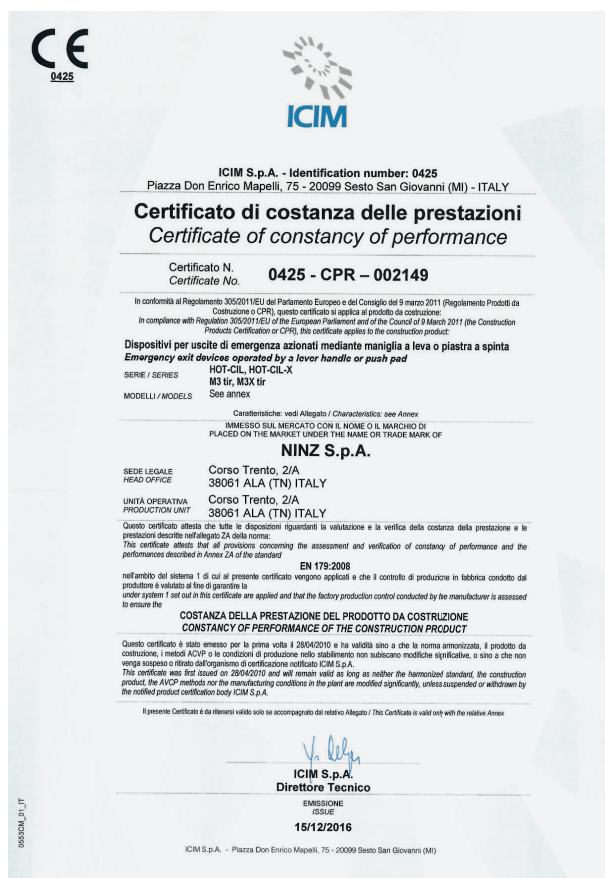 CE
0425
ICIM
ICIM S.p.A. - Identification number: 0425
Piazza Don Enrico Mapelli, 75 - 20099 Sesto San Giovanni (MI) - ITALY
Certificato di costanza delle prestazioni
Certificate of constancy of performance
Certificato N.
Certificate No.
0425 - CPR – 002149
In conformità al Regolamento 305/2011/EU del Parlamento Europeo e del Consiglio del 9 marzo 2011 (Regolamento Prodotti da
Costruzione o CPR), questo certificato si applica al prodotto da costruzione:
In compliance with Regulation 305/2011/EU of the European Parliament and of the Council of 9 March 2011 (the Construction
Products Certification or CPR), this certificate applies to the construction product:
Dispositivi per uscite di emergenza azionati mediante maniglia a leva o piastra a spinta
Emergency exit devices operated by a lever handle or push pad
SERIE / SERIES
HOT-CIL, HOT-CIL-X
M3 tir, M3X tir
MODELLI / MODELS
See annex
Caratteristiche: vedi Allegato / Characteristics: see Annex
IMMESSO SUL MERCATO CON IL NOME O IL MARCHIO DI
PLACED ON THE MARKET UNDER THE NAME OR TRADE MARK OF
NINZ S.p.A.
SEDE LEGALE
HEAD OFFICE
Corso Trento, 2/A
38061 ALA (TN) ITALY
UNITÀ OPERATIVA
PRODUCTION UNIT
Corso Trento, 2/A
38061 ALA (TN) ITALY
Questo certificato attesta che tutte le disposizioni riguardanti la valutazione e la verifica della costanza della prestazione e le
prestazioni descritte nell'allegato ZA della norma:
This certificate attests that all provisions concerning the assessment and verification of constancy of performance and the
performances described in Annex ZA of the standard
EN 179:2008
nell'ambito del sistema 1 di cui al presente certificato vengono applicati e che il controllo di produzione in fabbrica condotto dal
produttore è valutato al fine di garantire la
under system 1 set out in this certificate are applied and that the factory production control conducted by the manufacturer is assessed
to ensure the
COSTANZA DELLA PRESTAZIONE DEL PRODOTTO DA COSTRUZIONE
CONSTANCY OF PERFORMANCE OF THE CONSTRUCTION PRODUCT
Questo certificato è stato emesso per la prima volta il 28/04/2010 e ha validità sino a che la norma armonizzata, il prodotto da
costruzione, i metodi ACVP o le condizioni di produzione nello stabilimento non subiscano modifiche significative, o sino a che non
venga sospeso o ritirato dall'organismo di certificazione notificato ICIM S.p.A.
This certificate was first issued on 28/04/2010 and will remain valid as long as neither the harmonized standard, the construction
product, the AVCP methods nor the manufacturing conditions in the plant are modified significantly, unless suspended or withdrawn by
the notified product certification body ICIM S.p.A.
Il presente Certificato è da ritenersi valido solo se accompagnato dal relativo Allegato / This Certificate is valid only with the relative Annex
ICIM S.p.A.
Direttore Tecnico
EMISSIONE
ISSUE
15/12/2016
0553CM_01_IT
ICIM S.p.A. - Piazza Don Enrico Mapelli, 75 - 20099 Sesto San Giovanni (MI)